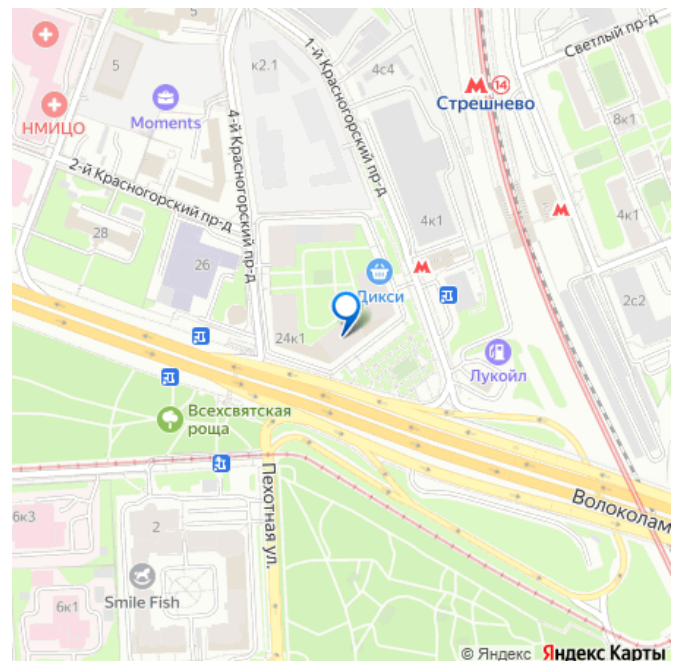 Светлый пр-д
5
к2.1
1-й Красногорский пр-д
4с4
М 14
Стрешнево
НМИЦО
Moments
8к1
4-й Красногорский пр-д
2-й Красногорский пр-д
28
26
4к1
М
4к1
М
Дикси
2с2
24к1
Лукойл
Всехсвятская
роща
Пехотная ул.
Волоколам
6к3
2
Smile Fish
6к1
© Яндекс Яндекс Карты